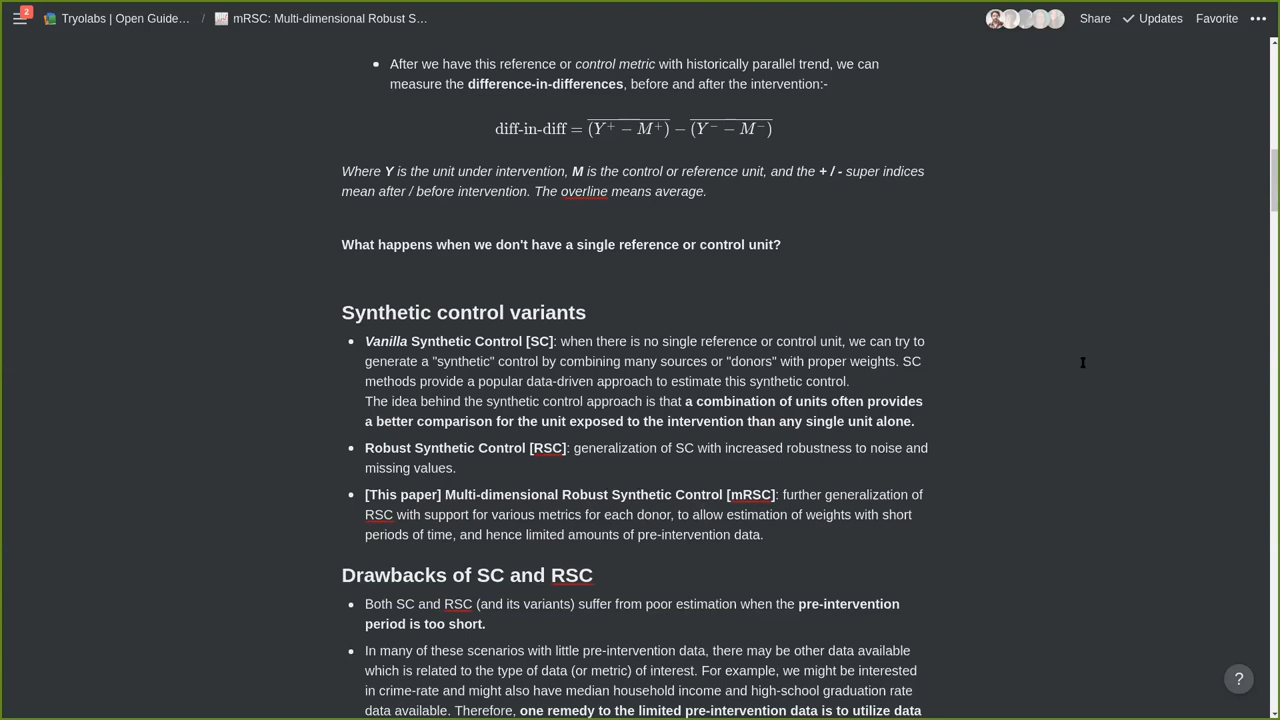 2
Tryolabs | Open Guide… / mRSC: Multi-dimensional Robust S…
Share Updates Favorite
After we have this reference or control metric with historically parallel trend, we can
measure the difference-in-differences, before and after the intervention:-
diff-in-diff = (Y⁺ − M⁺) − (Y⁻ − M⁻)
Where Y is the unit under intervention, M is the control or reference unit, and the + / - super indices
mean after / before intervention. The overline means average.
What happens when we don't have a single reference or control unit?
Synthetic control variants
Vanilla Synthetic Control [SC]: when there is no single reference or control unit, we can try to
generate a "synthetic" control by combining many sources or "donors" with proper weights. SC
methods provide a popular data-driven approach to estimate this synthetic control.
The idea behind the synthetic control approach is that a combination of units often provides
a better comparison for the unit exposed to the intervention than any single unit alone.
Robust Synthetic Control [RSC]: generalization of SC with increased robustness to noise and
missing values.
[This paper] Multi-dimensional Robust Synthetic Control [mRSC]: further generalization of
RSC with support for various metrics for each donor, to allow estimation of weights with short
periods of time, and hence limited amounts of pre-intervention data.
Drawbacks of SC and RSC
Both SC and RSC (and its variants) suffer from poor estimation when the pre-intervention
period is too short.
In many of these scenarios with little pre-intervention data, there may be other data available
which is related to the type of data (or metric) of interest. For example, we might be interested
in crime-rate and might also have median household income and high-school graduation rate
data available. Therefore, one remedy to the limited pre-intervention data is to utilize data
?